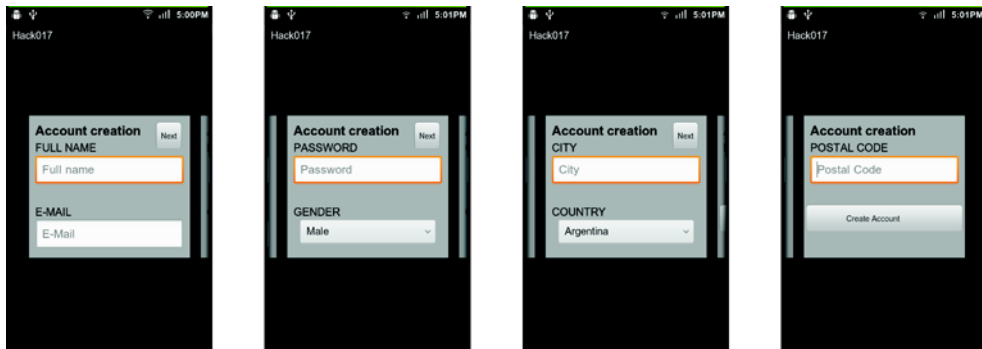 5:00PM
Hack017
Account creation
Next
FULL NAME
Full name
E-MAIL
E-Mail
5:01PM
Hack017
Account creation
Next
PASSWORD
Password
GENDER
Male
5:01PM
Hack017
Account creation
Next
CITY
City
COUNTRY
Argentina
5:01PM
Hack017
Account creation
POSTAL CODE
Postal Code
Create Account